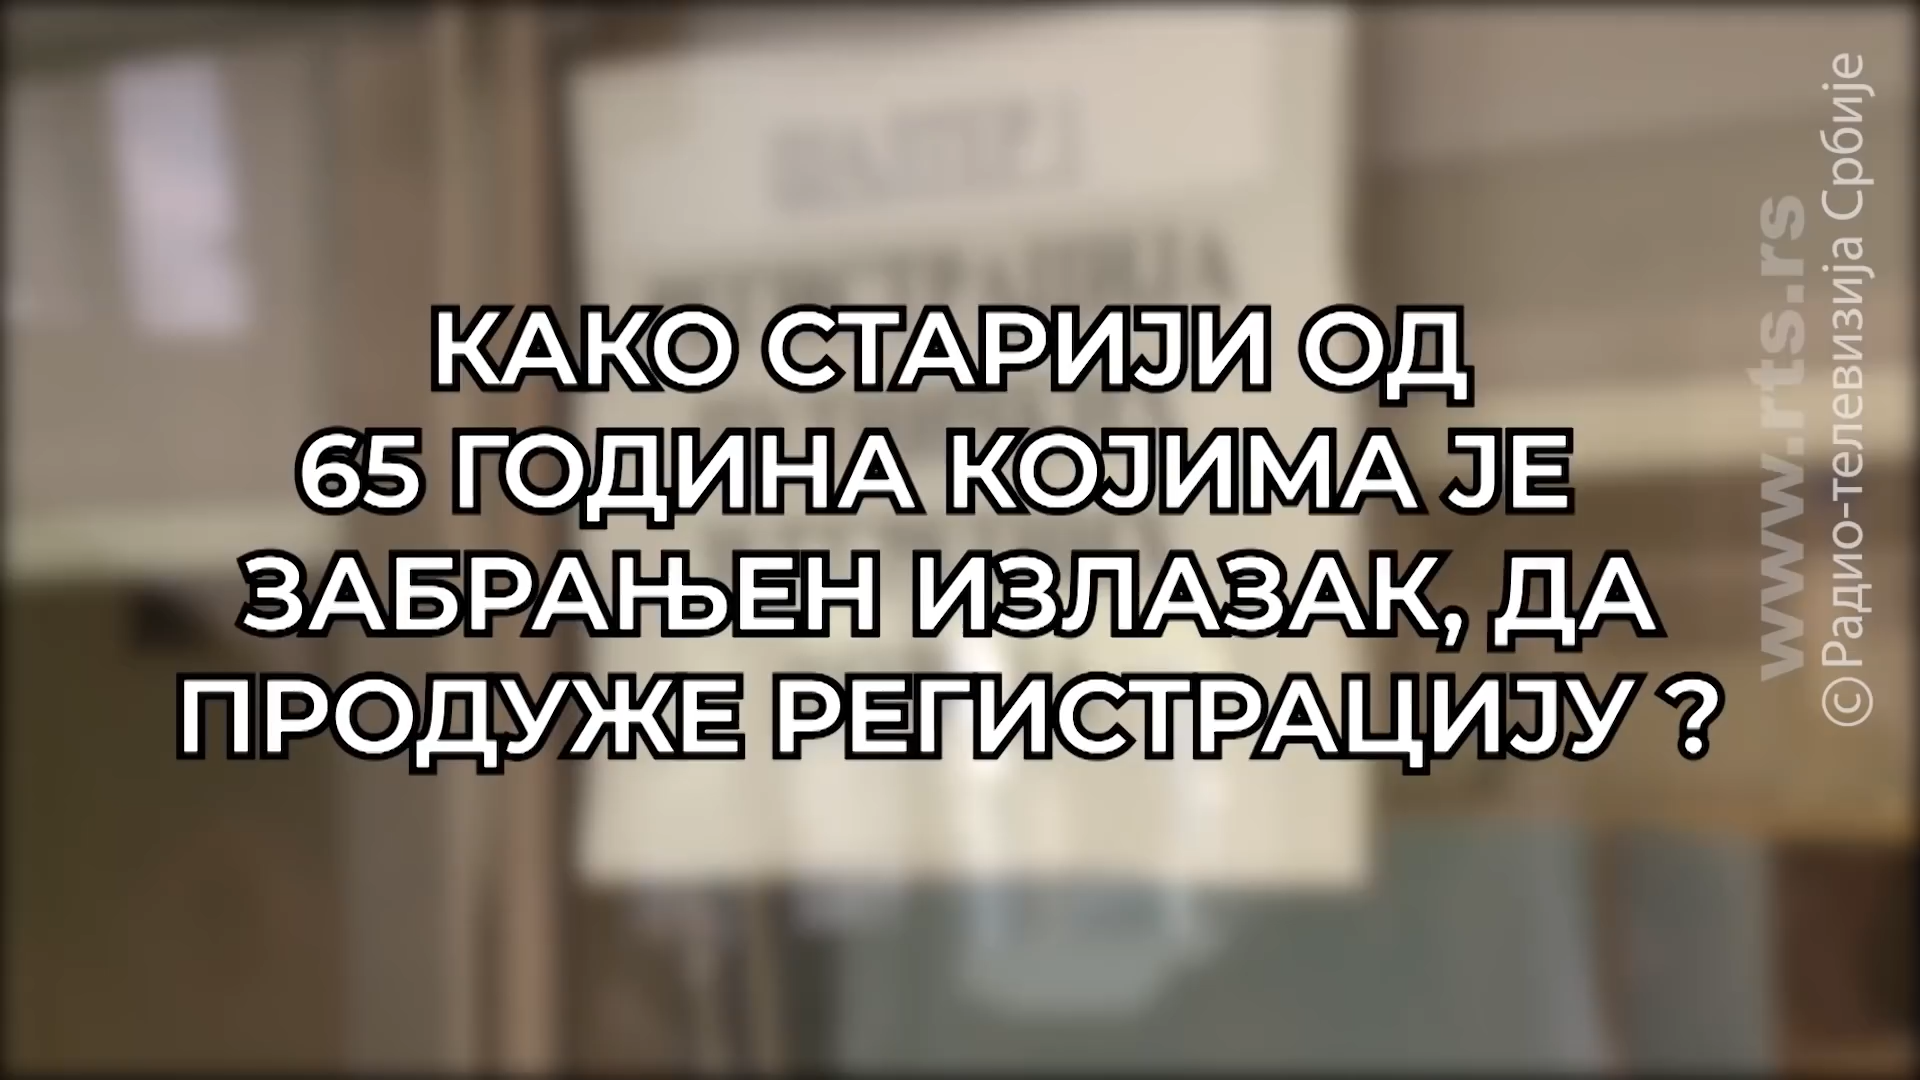 КАКО СТАРИЈИ ОД
65 ГОДИНА КОЈИМА ЈЕ
ЗАБРАЊЕН ИЗЛАЗАК, ДА
ПРОДУЖЕ РЕГИСТРАЦИЈУ ?
www.rts.rs
© Радио-телевизија Србије